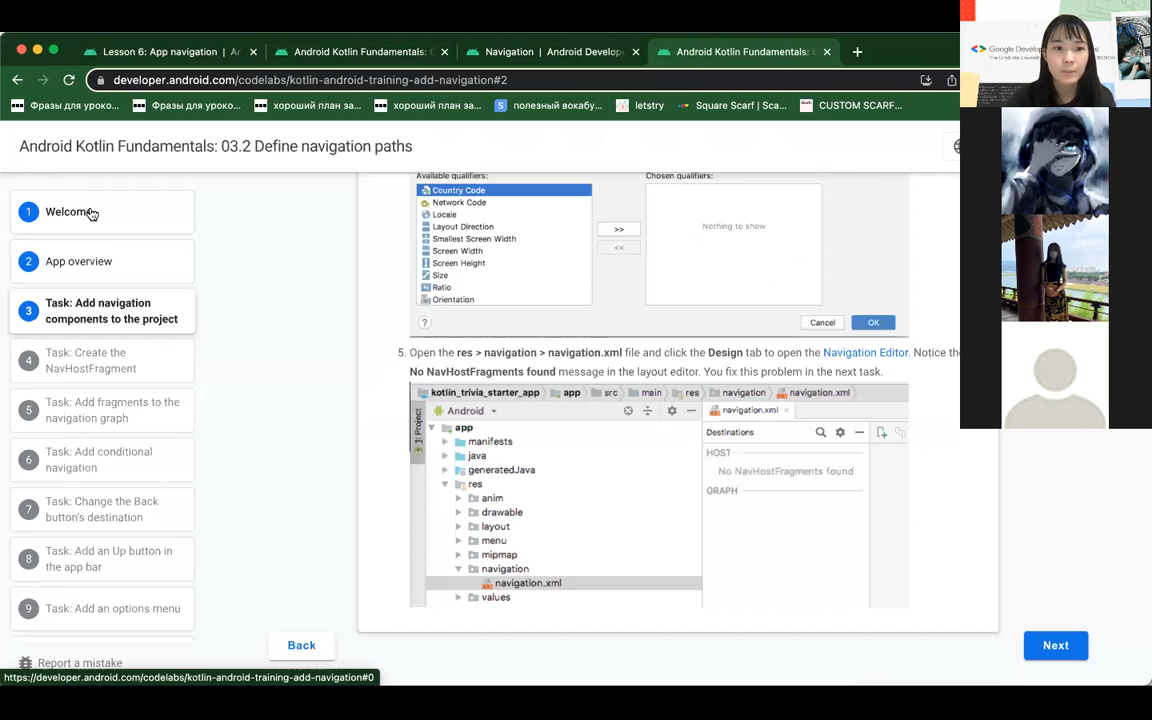 Lesson 6: App navigation | Ar
Android Kotlin Fundamentals:
Navigation | Android Develop
Android Kotlin Fundamentals:
developer.android.com/codelabs/kotlin-android-training-add-navigation#2
Фразы для уроко...
Фразы для уроко...
хороший план за...
хороший план за...
полезный вокабу...
letstry
Square Scarf | Sca...
CUSTOM SCARF...
Android Kotlin Fundamentals: 03.2 Define navigation paths
1 Welcome
2 App overview
3 Task: Add navigation
components to the project
4 Task: Create the
NavHostFragment
5 Task: Add fragments to the
navigation graph
6 Task: Add conditional
navigation
7 Task: Change the Back
button's destination
8 Task: Add an Up button in
the app bar
9 Task: Add an options menu
Report a mistake
https://developer.android.com/codelabs/kotlin-android-training-add-navigation#0
Available qualifiers:
Chosen qualifiers:
Country Code
Network Code
Locale
Layout Direction
Smallest Screen Width
Screen Width
Screen Height
Size
Ratio
Orientation
>>
<<
Nothing to show
?
Cancel
OK
5. Open the res > navigation > navigation.xml file and click the Design tab to open the Navigation Editor. Notice the
No NavHostFragments found message in the layout editor. You fix this problem in the next task.
kotlin_trivia_starter_app
app
src
main
res
navigation
navigation.xml
1: Project
Android
app
manifests
java
generatedJava
res
anim
drawable
layout
menu
mipmap
navigation
navigation.xml
values
navigation.xml
Destinations
HOST
No NavHostFragments found
GRAPH
Back
Next